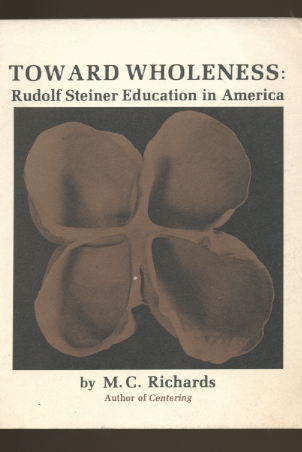 TOWARD WHOLENESS:
Rudolf Steiner Education in America
by M. C. Richards
Author of Centering